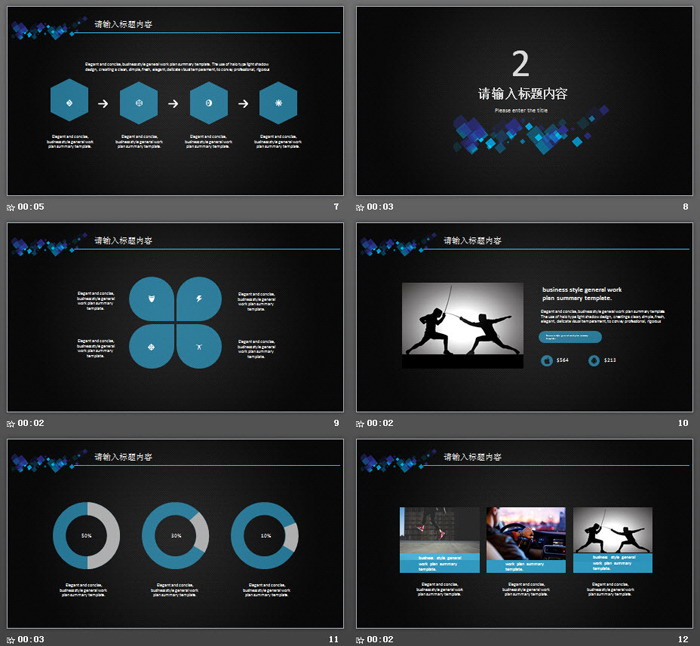 请输入标题内容
Elegant and concise, business style general work plan summary template. The use of help type light shadow
design, creating a clean, simple, fresh, elegant, delicate visual temperament, to convey professional, rigorous
Elegant and concise,
business style general work
plan summary template.
Elegant and concise,
business style general work
plan summary template.
Elegant and concise,
business style general work
plan summary template.
Elegant and concise,
business style general work
plan summary template.
00:05
7
2
请输入标题内容
Please enter the title
00:03
8
请输入标题内容
Elegant and concise,
business style general
work plan summary
template.
Elegant and concise,
business style general
work plan summary
template.
Elegant and concise,
business style general
work plan summary
template.
Elegant and concise,
business style general
work plan summary
template.
00:02
9
请输入标题内容
business style general work
plan summary template.
Elegant and concise, business style general work plan summary template.
The use of help type light shadow design, creating a clean, simple, fresh,
elegant, delicate visual temperament, to convey professional, rigorous
$564
$213
00:02
10
请输入标题内容
50%
30%
10%
Elegant and concise,
business style general work
plan summary template.
Elegant and concise,
business style general work
plan summary template.
Elegant and concise,
business style general work
plan summary template.
00:03
11
请输入标题内容
business style general
work plan summary
template.
work plan summary
template.
business style general
work plan summary
template.
Elegant and concise,
business style general work
plan summary template.
Elegant and concise,
business style general work
plan summary template.
Elegant and concise,
business style general work
plan summary template.
00:02
12